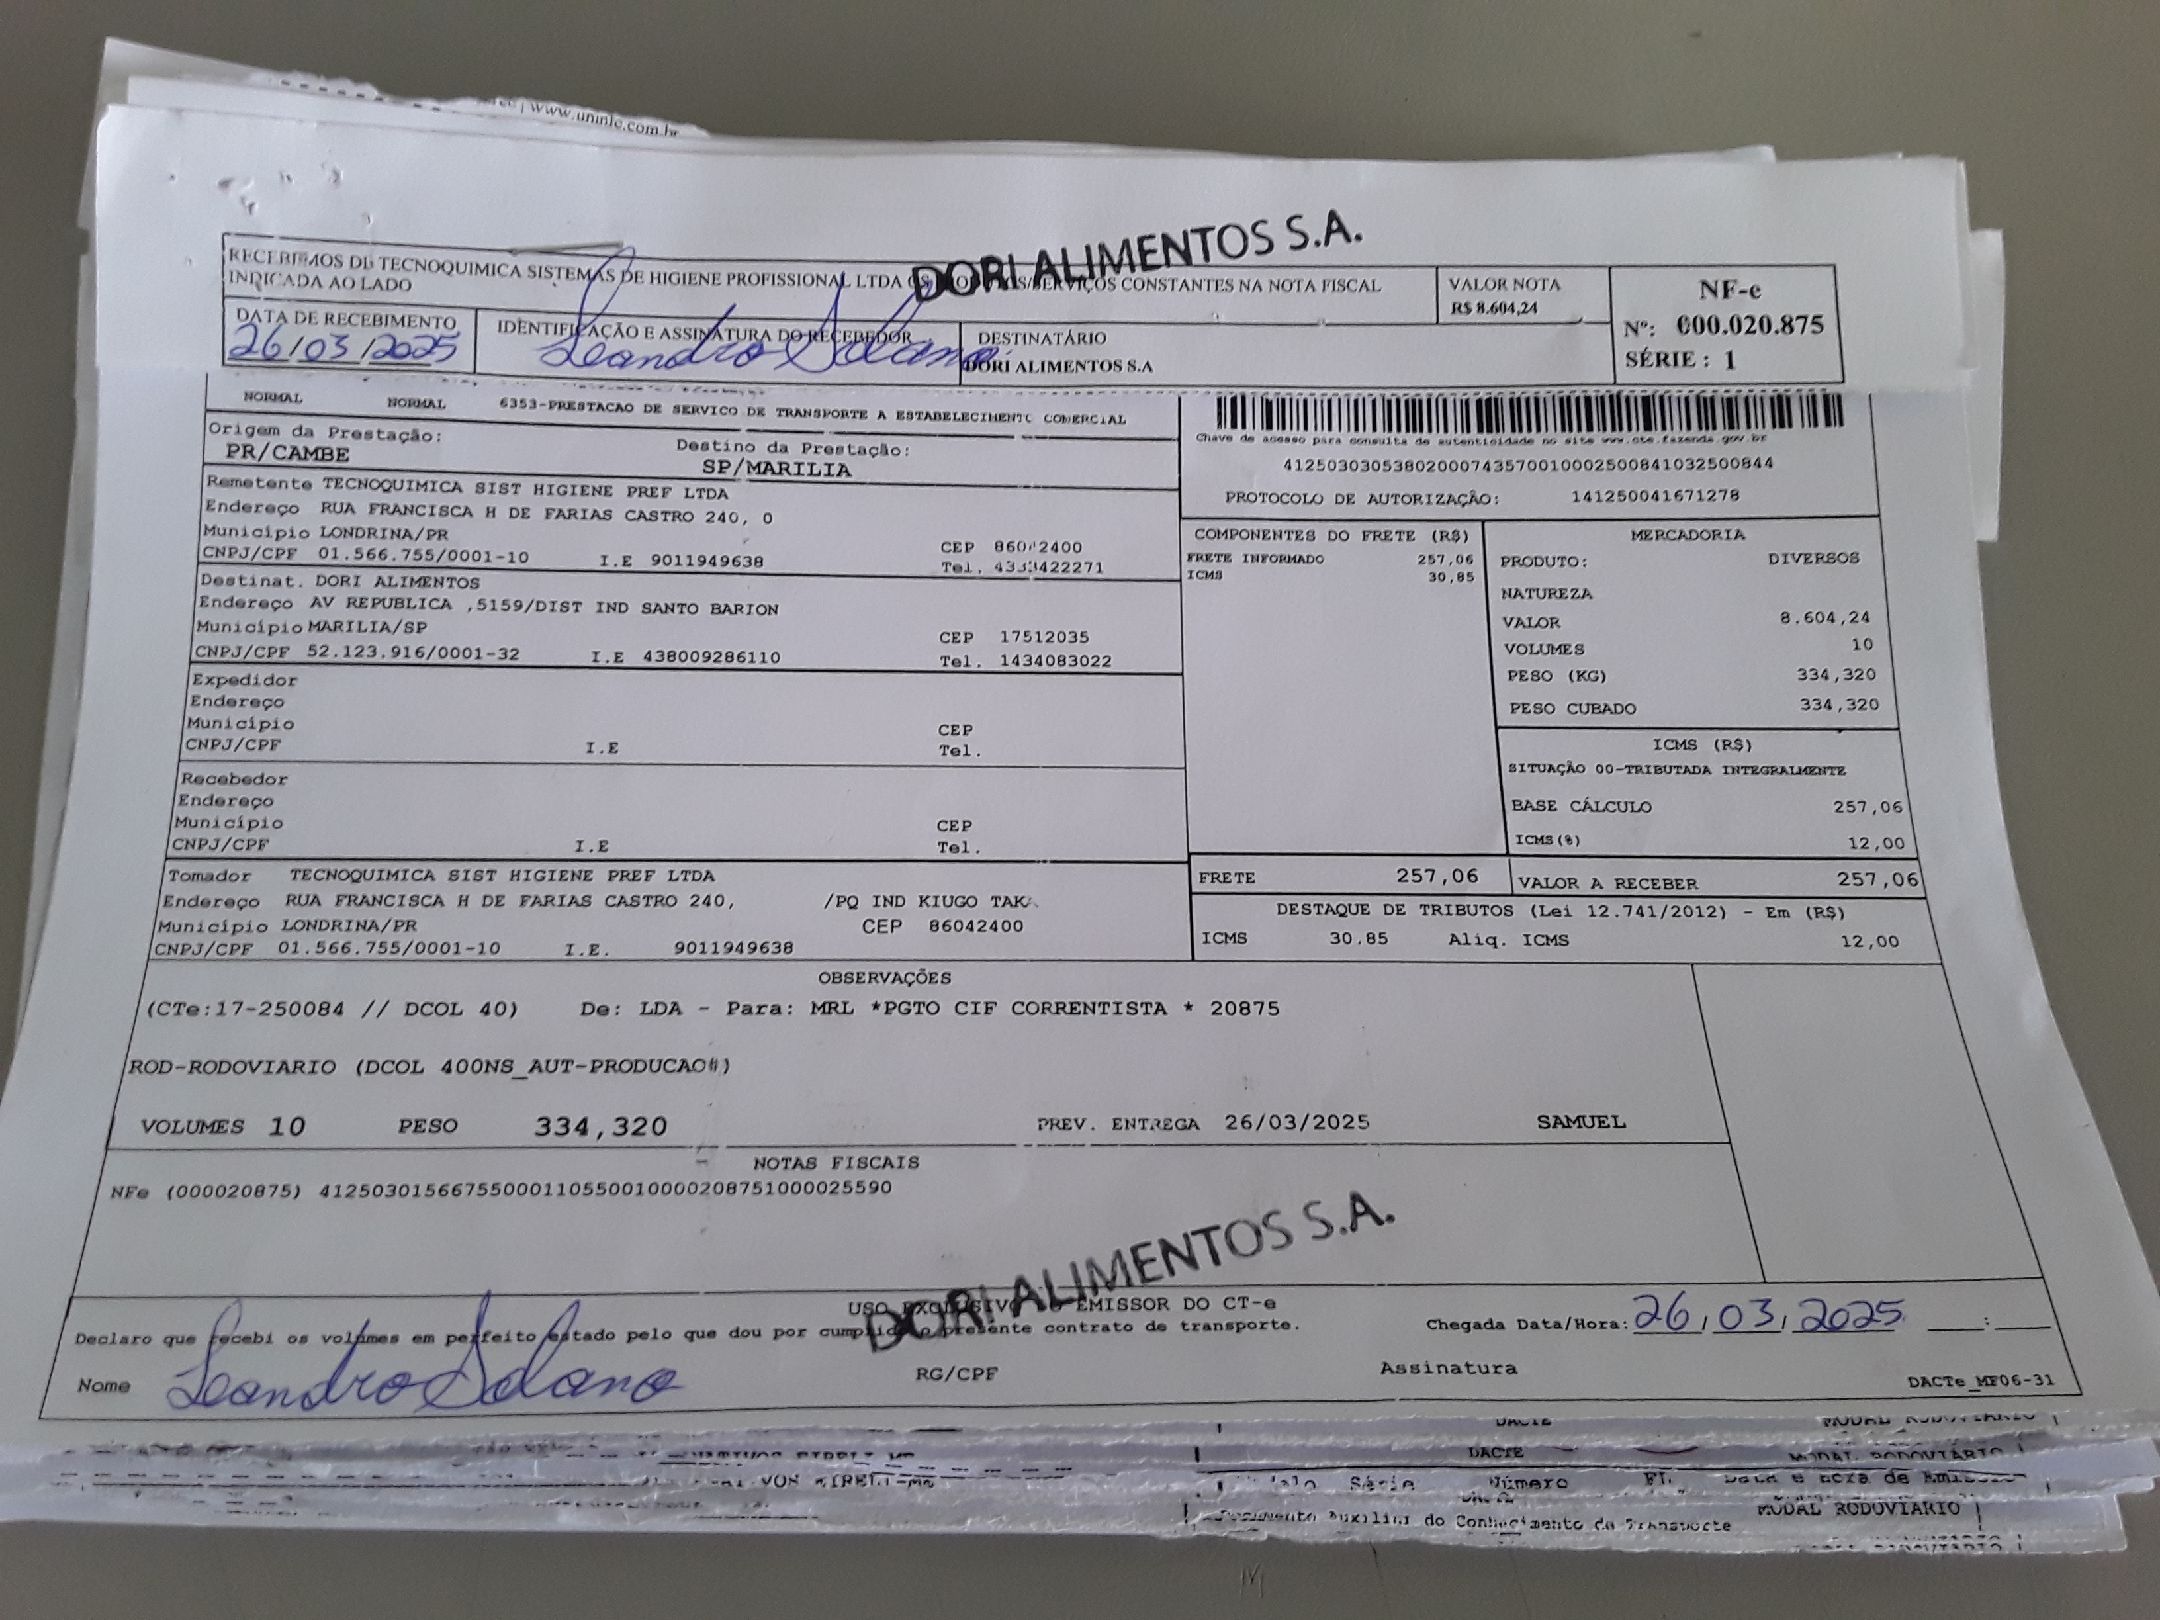 www.uninfe.com.br
DORI ALIMENTOS S.A.
RECEBEMOS DE TECNOQUIMICA SISTEMAS DE HIGIENE PROFISSIONAL LTDA OS PRODUTOS/SERVIÇOS CONSTANTES NA NOTA FISCAL
INDICADA AO LADO
VALOR NOTA
R$ 8.604,24
NF-e
Nº: 000.020.875
SÉRIE : 1
DATA DE RECEBIMENTO
26/03/2025
IDENTIFICAÇÃO E ASSINATURA DO RECEBEDOR
Leandro Solano
DESTINATÁRIO
DORI ALIMENTOS S.A
NORMAL NORMAL 6353-PRESTACAO DE SERVICO DE TRANSPORTE A ESTABELECIMENTO COMERCIAL
Origem da Prestação: Destino da Prestação:
PR/CAMBE SP/MARILIA
Chave de acesso para consulta de autenticidade no site www.cte.fazenda.gov.br
41250303053802000743570010002500841032500844
PROTOCOLO DE AUTORIZAÇÃO: 141250041671278
Remetente TECNOQUIMICA SIST HIGIENE PREF LTDA
Endereço RUA FRANCISCA H DE FARIAS CASTRO 240, 0
Município LONDRINA/PR CEP 86042400
CNPJ/CPF 01.566.755/0001-10 I.E 9011949638 Tel. 4333422271
Destinat. DORI ALIMENTOS
Endereço AV REPUBLICA ,5159/DIST IND SANTO BARION
Município MARILIA/SP CEP 17512035
CNPJ/CPF 52.123.916/0001-32 I.E 438009286110 Tel. 1434083022
Expedidor
Endereço
Município CEP
CNPJ/CPF I.E Tel.
Recebedor
Endereço
Município CEP
CNPJ/CPF I.E Tel.
Tomador TECNOQUIMICA SIST HIGIENE PREF LTDA
Endereço RUA FRANCISCA H DE FARIAS CASTRO 240, /PQ IND KIUGO TAKA
Município LONDRINA/PR CEP 86042400
CNPJ/CPF 01.566.755/0001-10 I.E. 9011949638
COMPONENTES DO FRETE (R$)
FRETE INFORMADO 257,06
ICMS 30,85
MERCADORIA
PRODUTO: DIVERSOS
NATUREZA
VALOR 8.604,24
VOLUMES 10
PESO (KG) 334,320
PESO CUBADO 334,320
ICMS (R$)
SITUAÇÃO 00-TRIBUTADA INTEGRALMENTE
BASE CÁLCULO 257,06
ICMS(%) 12,00
FRETE 257,06 VALOR A RECEBER 257,06
DESTAQUE DE TRIBUTOS (Lei 12.741/2012) - Em (R$)
ICMS 30,85 Aliq. ICMS 12,00
OBSERVAÇÕES
(CTe:17-250084 // DCOL 40) De: LDA - Para: MRL *PGTO CIF CORRENTISTA * 20875
ROD-RODOVIARIO (DCOL 400NS_AUT-PRODUCAO#)
VOLUMES 10 PESO 334,320 PREV. ENTREGA 26/03/2025 SAMUEL
NOTAS FISCAIS
NFe (000020875) 41250301566755000110550010000208751000025590
DORI ALIMENTOS S.A.
USO EXCLUSIVO DO EMISSOR DO CT-e
Declaro que recebi os volumes em perfeito estado pelo que dou por cumprido o presente contrato de transporte. Chegada Data/Hora: 26/03/2025 __:__
Nome Leandro Solano RG/CPF Assinatura
DACTe_MF06-31
DACTE MODAL RODOVIARIO
DACTE MODAL RODOVIARIO
Série Número Data e Hora de Emissão
MODAL RODOVIARIO
Documento Auxiliar do Conhecimento de Transporte